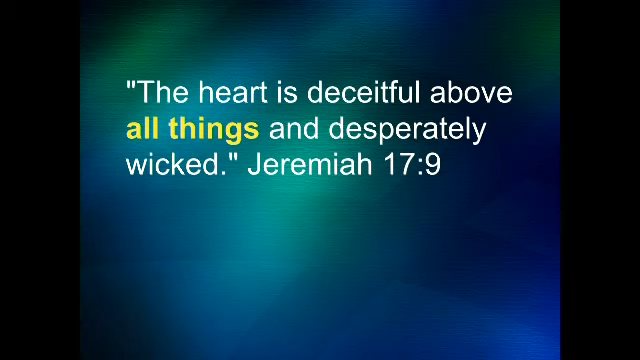 "The heart is deceitful above
all things and desperately
wicked." Jeremiah 17:9